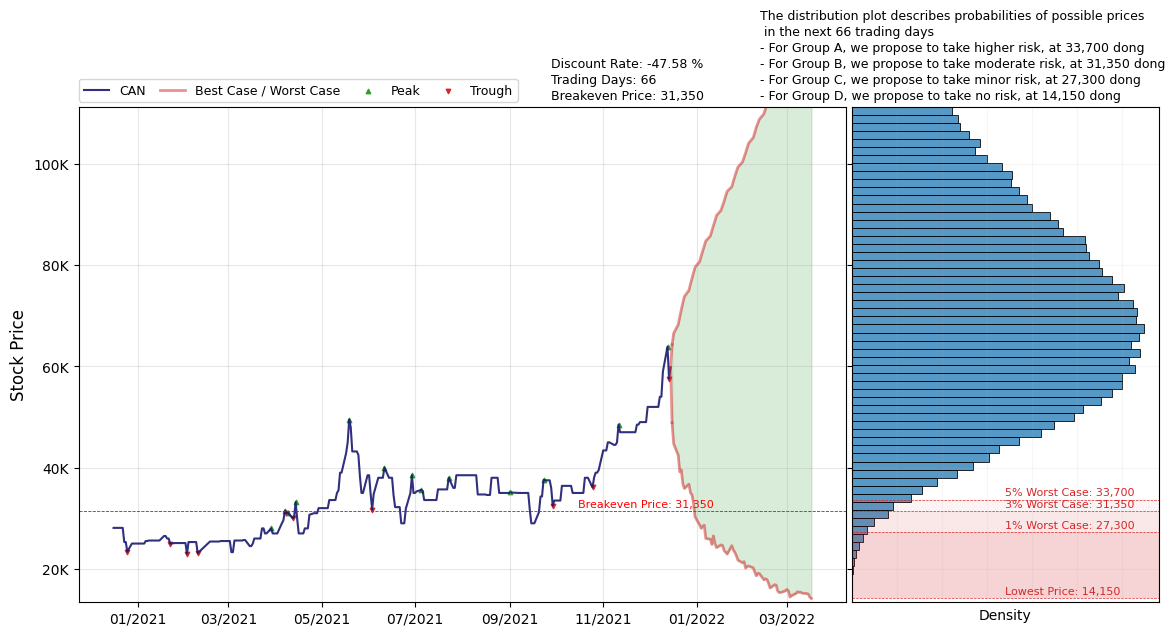 The distribution plot describes probabilities of possible prices
in the next 66 trading days
- For Group A, we propose to take higher risk, at 33,700 dong
- For Group B, we propose to take moderate risk, at 31,350 dong
- For Group C, we propose to take minor risk, at 27,300 dong
- For Group D, we propose to take no risk, at 14,150 dong
Discount Rate: -47.58 %
Trading Days: 66
Breakeven Price: 31,350
CAN
Best Case / Worst Case
Peak
Trough
Stock Price
100K
80K
60K
40K
20K
Breakeven Price: 31,350
01/2021
03/2021
05/2021
07/2021
09/2021
11/2021
01/2022
03/2022
5% Worst Case: 33,700
3% Worst Case: 31,350
1% Worst Case: 27,300
Lowest Price: 14,150
Density